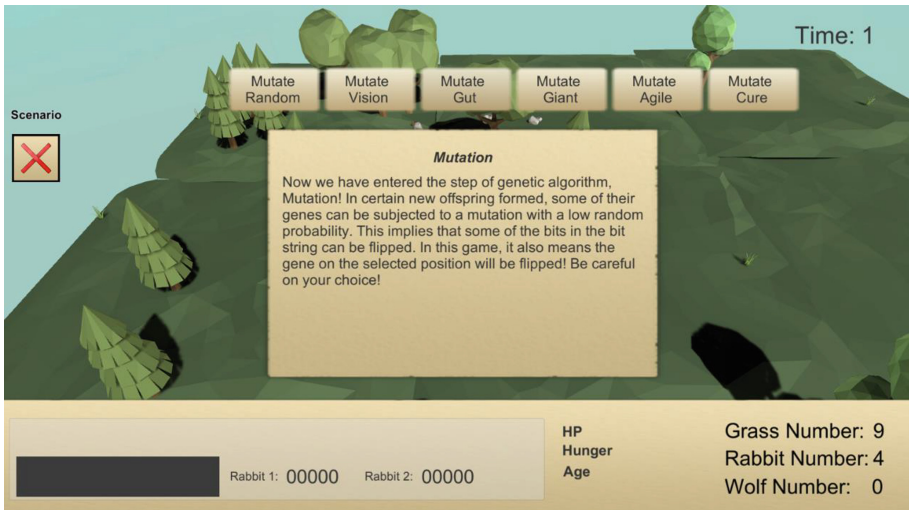 Time: 1
Mutate Random
Mutate Vision
Mutate Gut
Mutate Giant
Mutate Agile
Mutate Cure
Scenario
Mutation
Now we have entered the step of genetic algorithm,
Mutation! In certain new offspring formed, some of their
genes can be subjected to a mutation with a low random
probability. This implies that some of the bits in the bit
string can be flipped. In this game, it also means the
gene on the selected position will be flipped! Be careful
on your choice!
Rabbit 1: 00000 Rabbit 2: 00000
HP
Hunger
Age
Grass Number: 9
Rabbit Number: 4
Wolf Number: 0